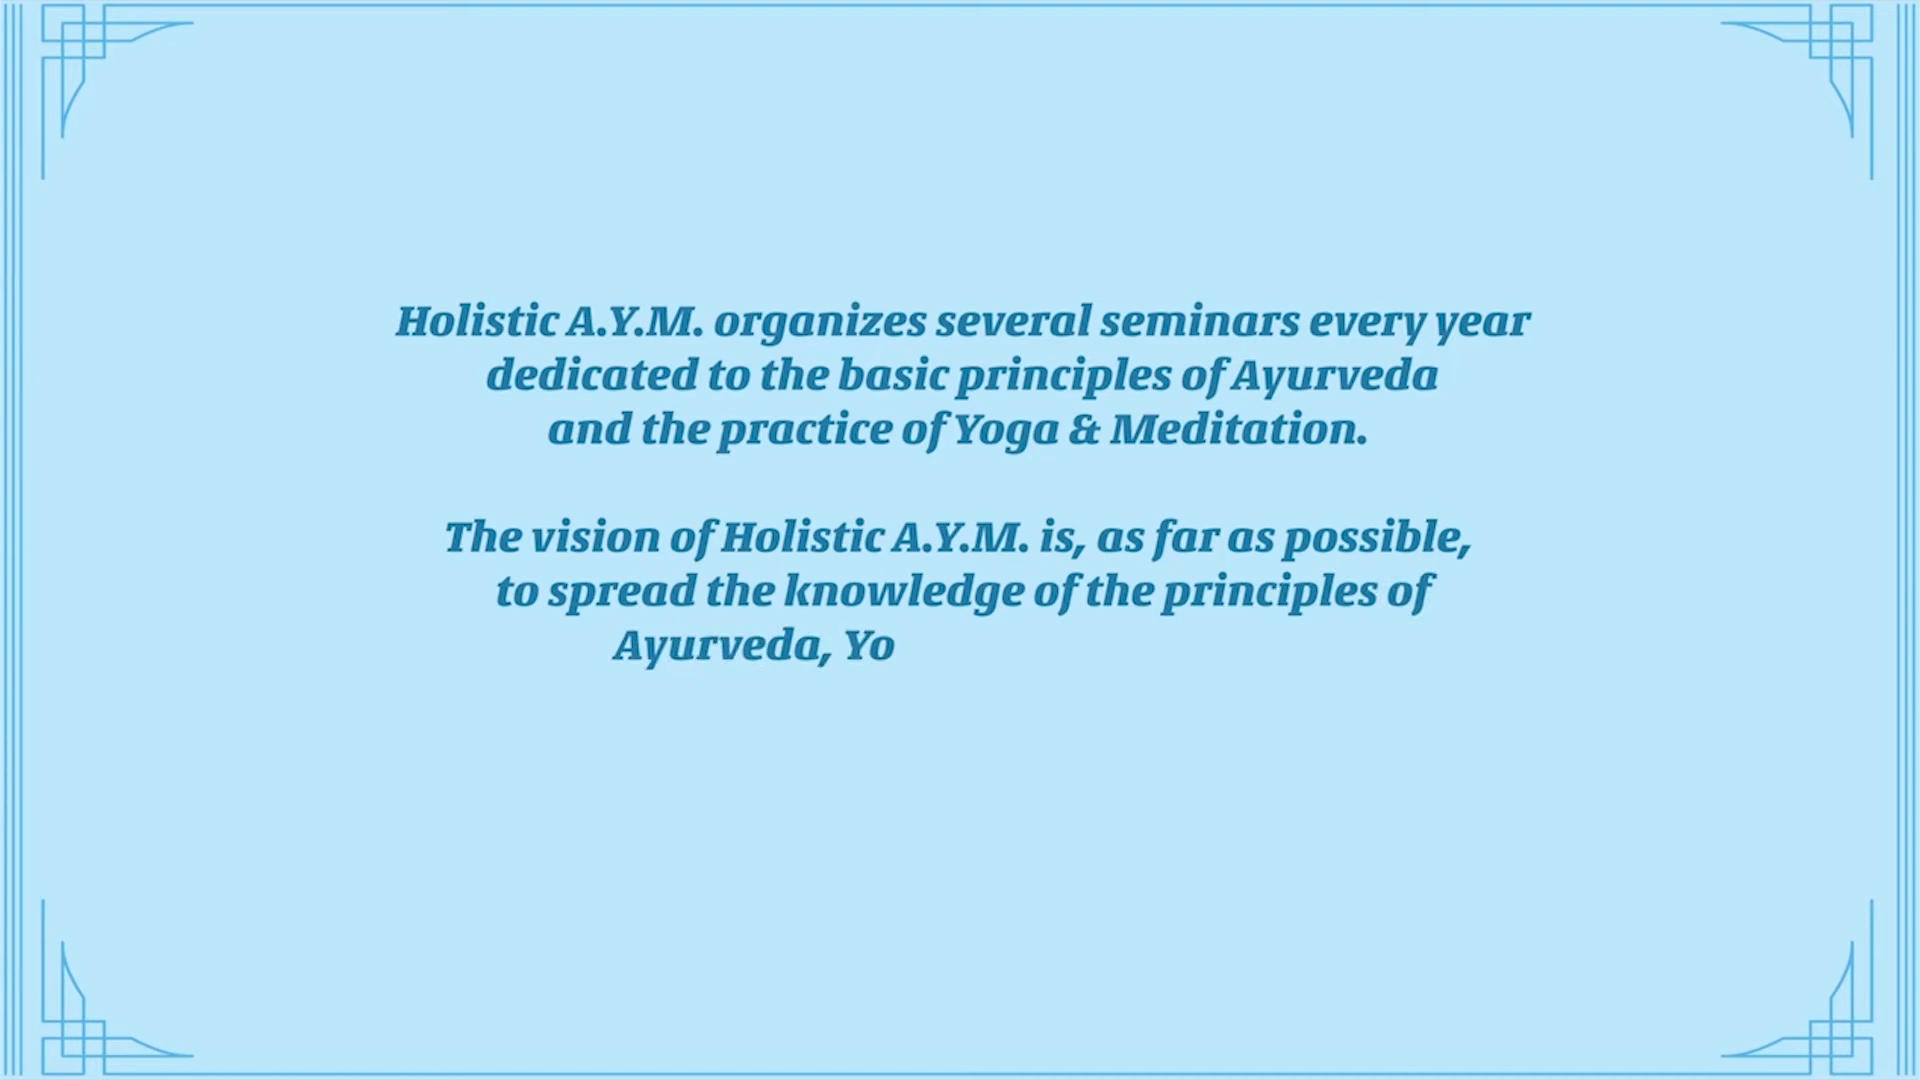 Holistic A.Y.M. organizes several seminars every year
dedicated to the basic principles of Ayurveda
and the practice of Yoga & Meditation.
The vision of Holistic A.Y.M. is, as far as possible,
to spread the knowledge of the principles of
Ayurveda, Yo